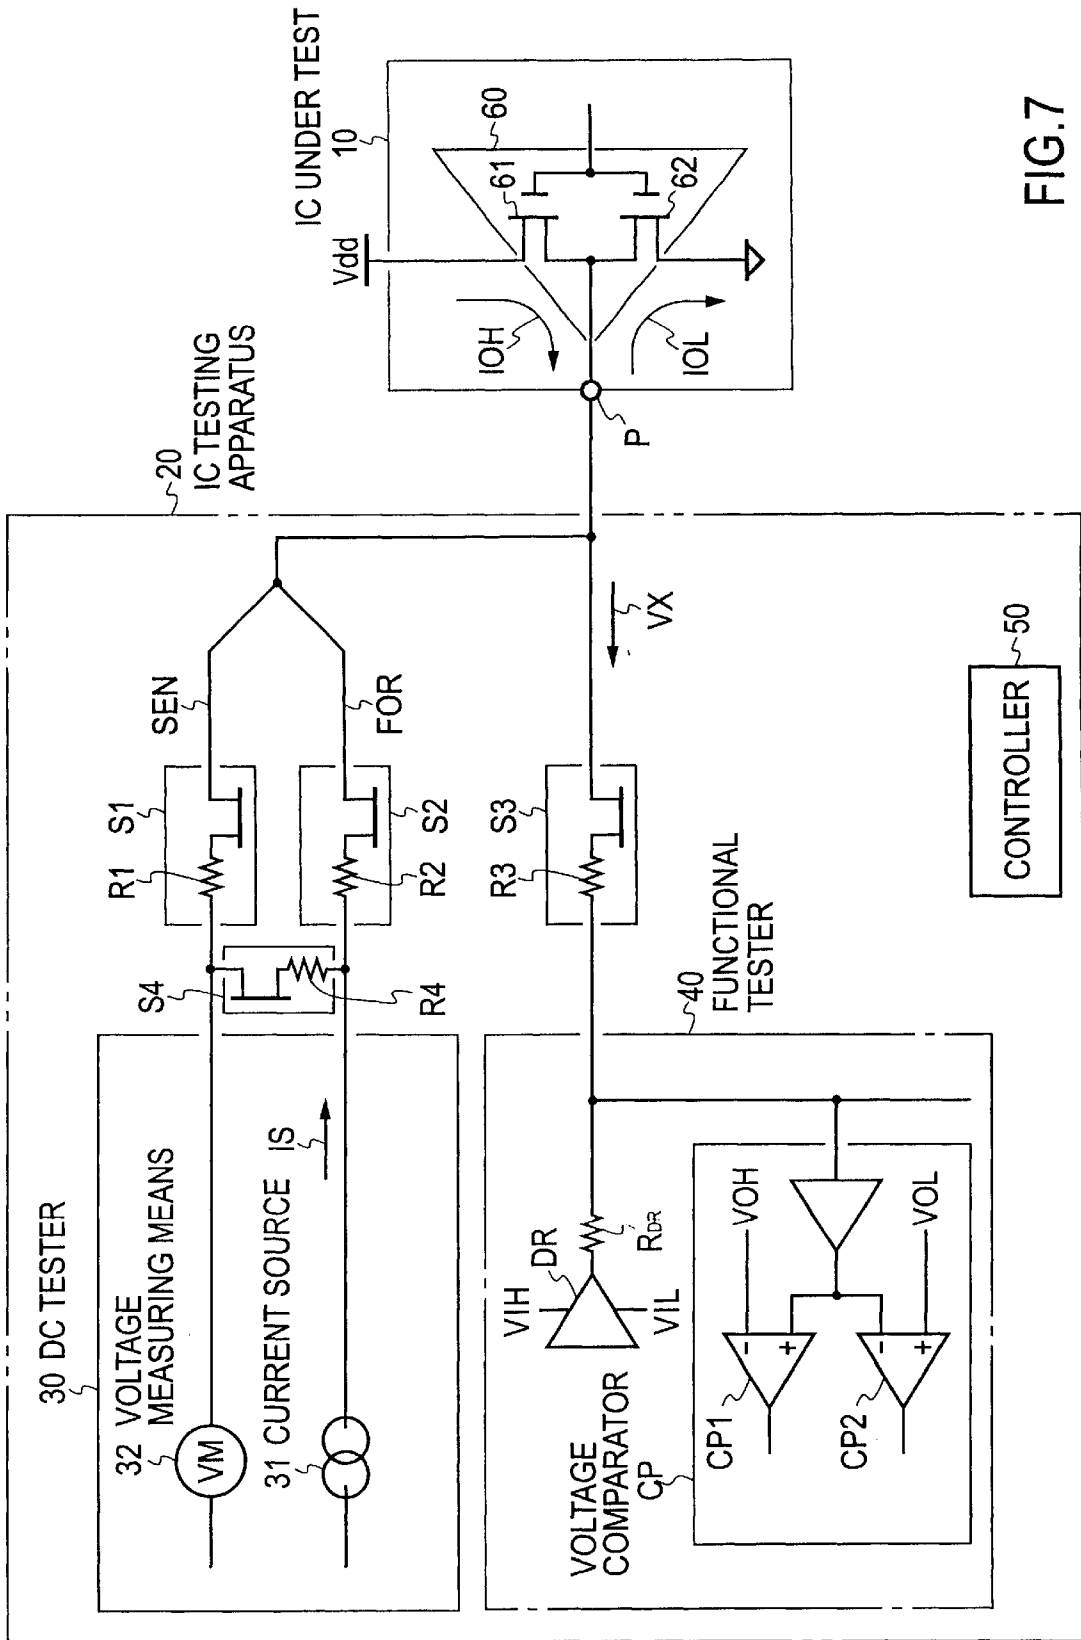 20
IC TESTING
APPARATUS
IC UNDER TEST
10
30 DC TESTER
32 VOLTAGE
MEASURING MEANS
VM
31 CURRENT SOURCE
IS
S4
R4
R1
S1
SEN
R2
S2
FOR
R3
S3
VX
P
Vdd
IOH
IOL
61
60
62
40
FUNCTIONAL
TESTER
VIH
DR
RDR
VIL
VOLTAGE
COMPARATOR
CP
CP1
CP2
VOH
VOL
-
+
-
+
50
CONTROLLER
FIG.7